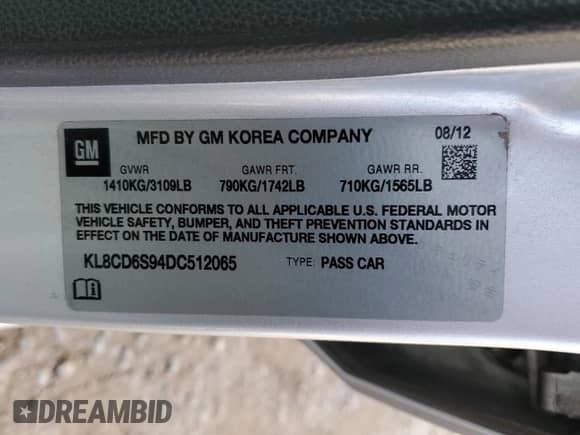 GM
MFD BY GM KOREA COMPANY
08/12
GVWR GAWR FRT. GAWR RR.
1410KG/3109LB 790KG/1742LB 710KG/1565LB
THIS VEHICLE CONFORMS TO ALL APPLICABLE U.S. FEDERAL MOTOR
VEHICLE SAFETY, BUMPER, AND THEFT PREVENTION STANDARDS IN
EFFECT ON THE DATE OF MANUFACTURE SHOWN ABOVE.
KL8CD6S94DC512065 TYPE: PASS CAR
DREAMBID